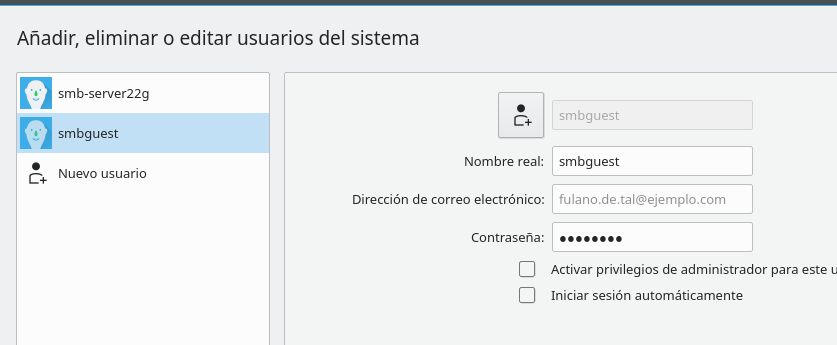 Añadir, eliminar o editar usuarios del sistema
smb-server22g
smbguest
Nuevo usuario
smbguest
Nombre real: smbguest
Dirección de correo electrónico: fulano.de.tal@ejemplo.com
Contraseña: ●●●●●●●●
Activar privilegios de administrador para este u
Iniciar sesión automáticamente